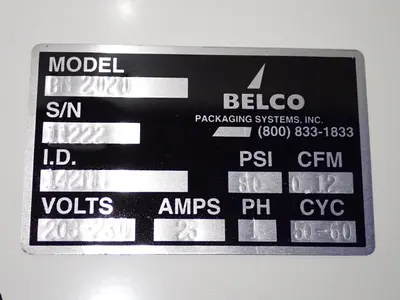 MODEL
2020
BELCO
PACKAGING SYSTEMS, INC.
(800) 833-1833
S/N
I.D.
PSI CFM
80 0.12
VOLTS AMPS PH CYC
208-230 25 1 50-60